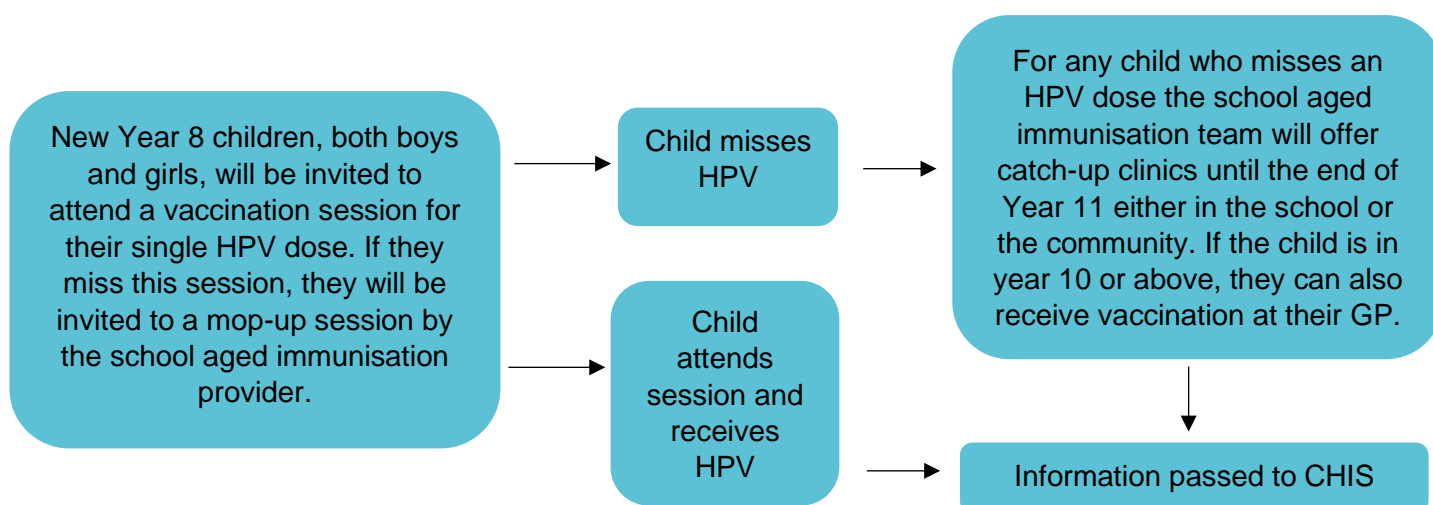 New Year 8 children, both boys
and girls, will be invited to
attend a vaccination session for
their single HPV dose. If they
miss this session, they will be
invited to a mop-up session by
the school aged immunisation
provider.
Child misses
HPV
For any child who misses an
HPV dose the school aged
immunisation team will offer
catch-up clinics until the end of
Year 11 either in the school or
the community. If the child is in
year 10 or above, they can also
receive vaccination at their GP.
Child
attends
session and
receives
HPV
Information passed to CHIS